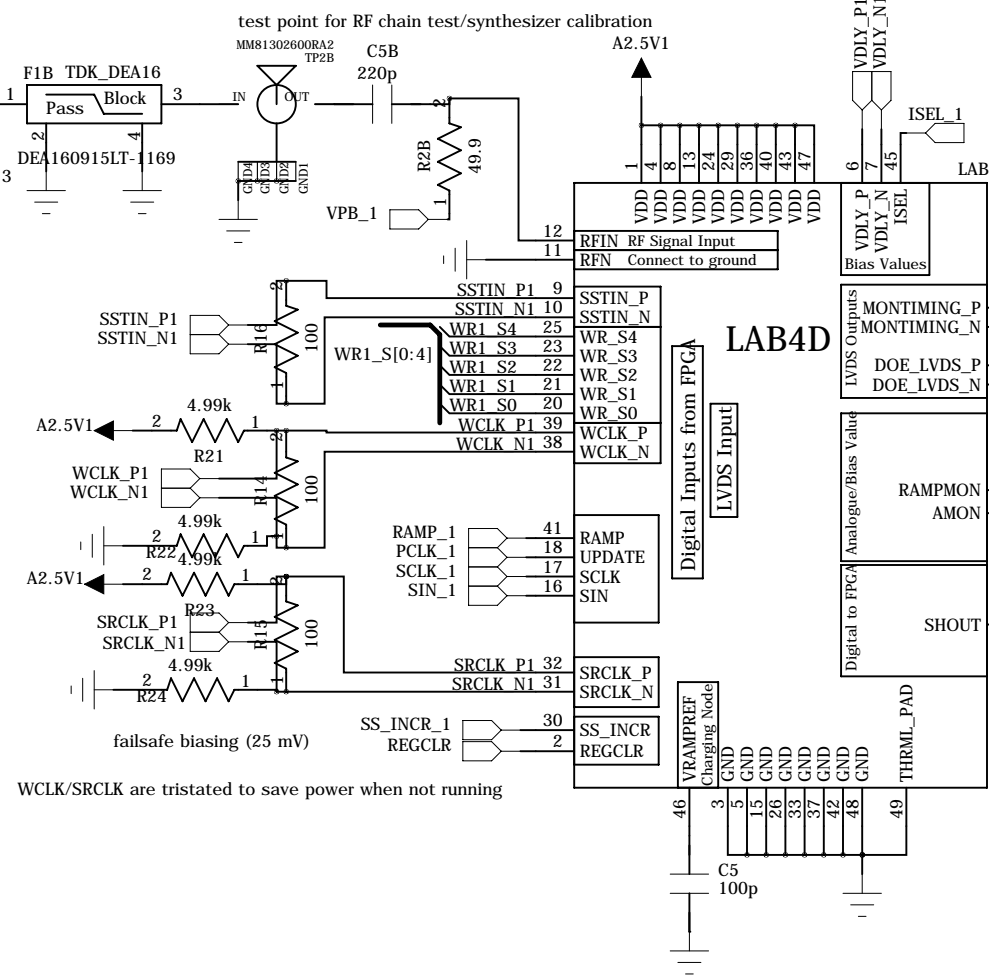 test point for RF chain test/synthesizer calibration
MM81302600RA2
TP2B
C5B
220p
A2.5V1
VDLY_P1
VDLY_N1
F1B TDK_DEA16
1
Pass
Block
3
IN
OUT
2
4
DEA160915LT-1169
3
GND4
GND3
GND2
GND1
2
R2B
49.9
1
VPB_1
ISEL_1
1
4
8
13
24
29
36
40
43
47
6
7
45
LAB
VDD
VDD
VDD
VDD
VDD
VDD
VDD
VDD
VDD
VDD
VDLY_P
VDLY_N
ISEL
Bias Values
12
RFIN RF Signal Input
11
RFN Connect to ground
SSTIN_P1 9
SSTIN_P
SSTIN_N1 10
SSTIN_N
WR1_S4 25
WR_S4
WR1_S3 23
WR_S3
WR1_S2 22
WR_S2
WR1_S1 21
WR_S1
WR1_S0 20
WR_S0
WCLK_P1 39
WCLK_P
WCLK_N1 38
WCLK_N
WR1_S[0:4]
SSTIN_P1
SSTIN_N1
2
R16
100
1
LAB4D
Digital Inputs from FPGA
LVDS Input
LVDS Outputs
MONTIMING_P
MONTIMING_N
DOE_LVDS_P
DOE_LVDS_N
Analogue/Bias Value
RAMPMON
AMON
Digital to FPGA
SHOUT
4.99k
A2.5V1
2
1
R21
WCLK_P1
WCLK_N1
2
R14
100
1
4.99k
2
1
R22
4.99k
A2.5V1
2
1
R23
SRCLK_P1
SRCLK_N1
2
R15
100
1
4.99k
2
1
R24
RAMP_1
41
RAMP
PCLK_1
18
UPDATE
SCLK_1
17
SCLK
SIN_1
16
SIN
SRCLK_P1 32
SRCLK_P
SRCLK_N1 31
SRCLK_N
SS_INCR_1
30
SS_INCR
REGCLR
2
REGCLR
failsafe biasing (25 mV)
WCLK/SRCLK are tristated to save power when not running
VRAMPREF
Charging Node
GND
GND
GND
GND
GND
GND
GND
GND
THRML_PAD
46
3
5
15
26
33
37
42
48
49
C5
100p